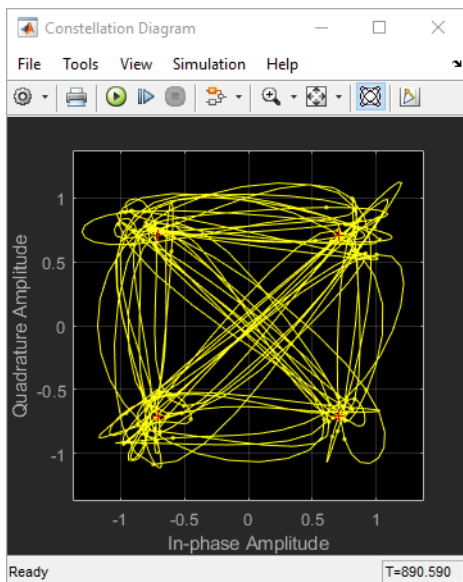 Constellation Diagram
File Tools View Simulation Help
Quadrature Amplitude
1
0.5
0
-0.5
-1
-1 -0.5 0 0.5 1
In-phase Amplitude
Ready T=890.590